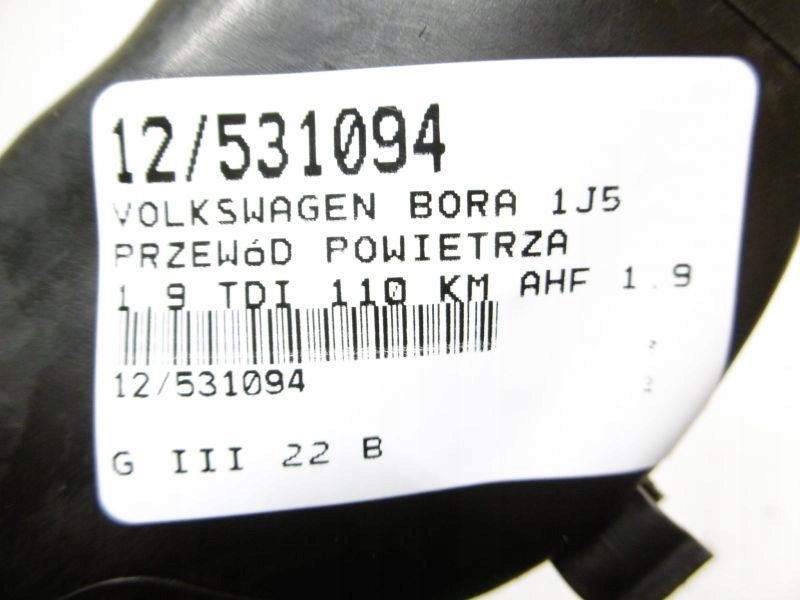 12/531094
VOLKSWAGEN BORA 1J5
PRZEWóD POWIETRZA
1.9 TDI 110 KM AHF 1.9
12/531094
G III 22 B